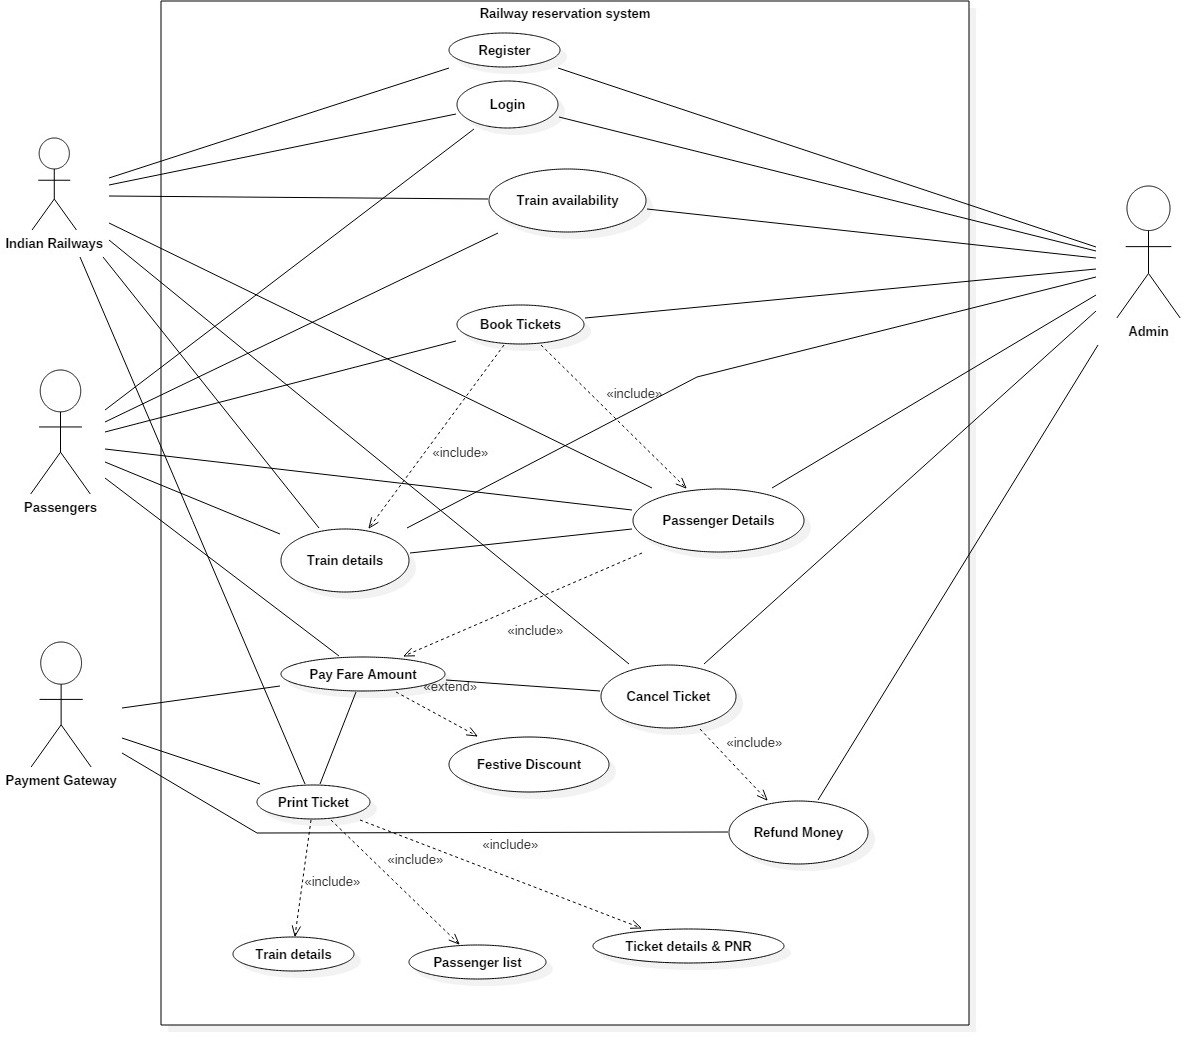 Railway reservation system
Register
Login
Train availability
Indian Railways
Book Tickets
Admin
«include»
«include»
Passengers
Passenger Details
Train details
«include»
Pay Fare Amount
«extend»
Cancel Ticket
«include»
Festive Discount
Payment Gateway
Print Ticket
Refund Money
«include»
«include»
«include»
Train details
Passenger list
Ticket details & PNR